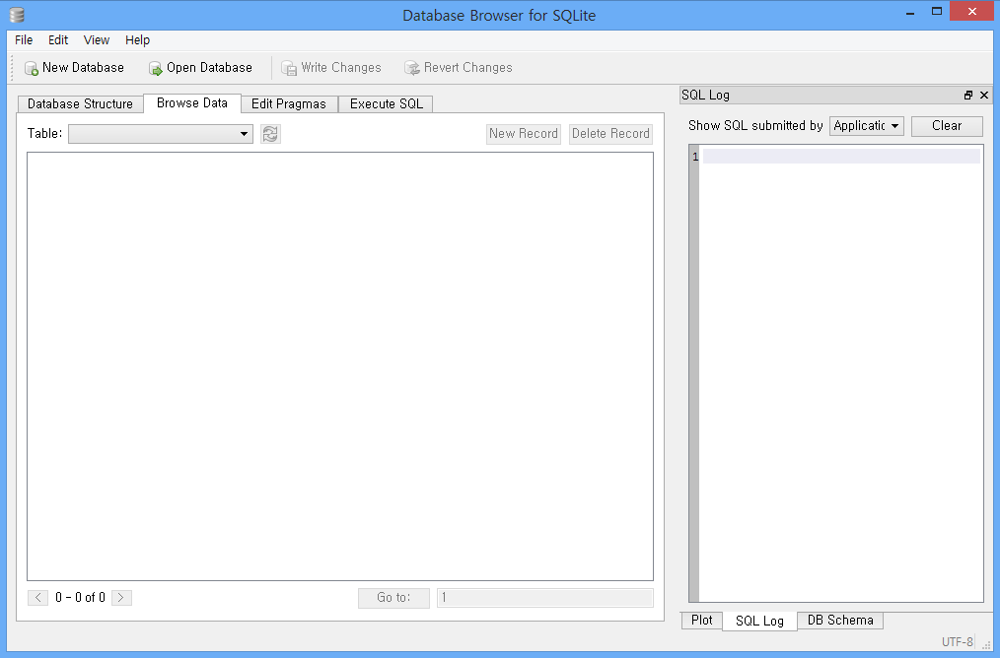 Database Browser for SQLite
File Edit View Help
New Database Open Database Write Changes Revert Changes
Database Structure Browse Data Edit Pragmas Execute SQL
Table:
New Record Delete Record
0 - 0 of 0
Go to: 1
SQL Log
Show SQL submitted by Applicatic Clear
1
Plot SQL Log DB Schema
UTF-8